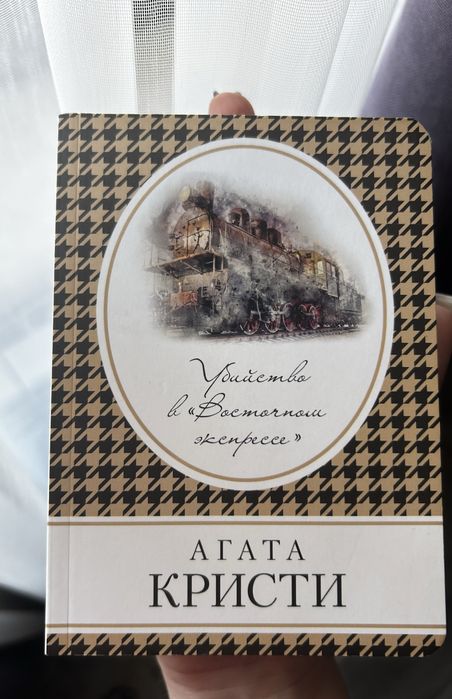 Убийство
в «Восточном
экспрессе»
АГАТА
КРИСТИ